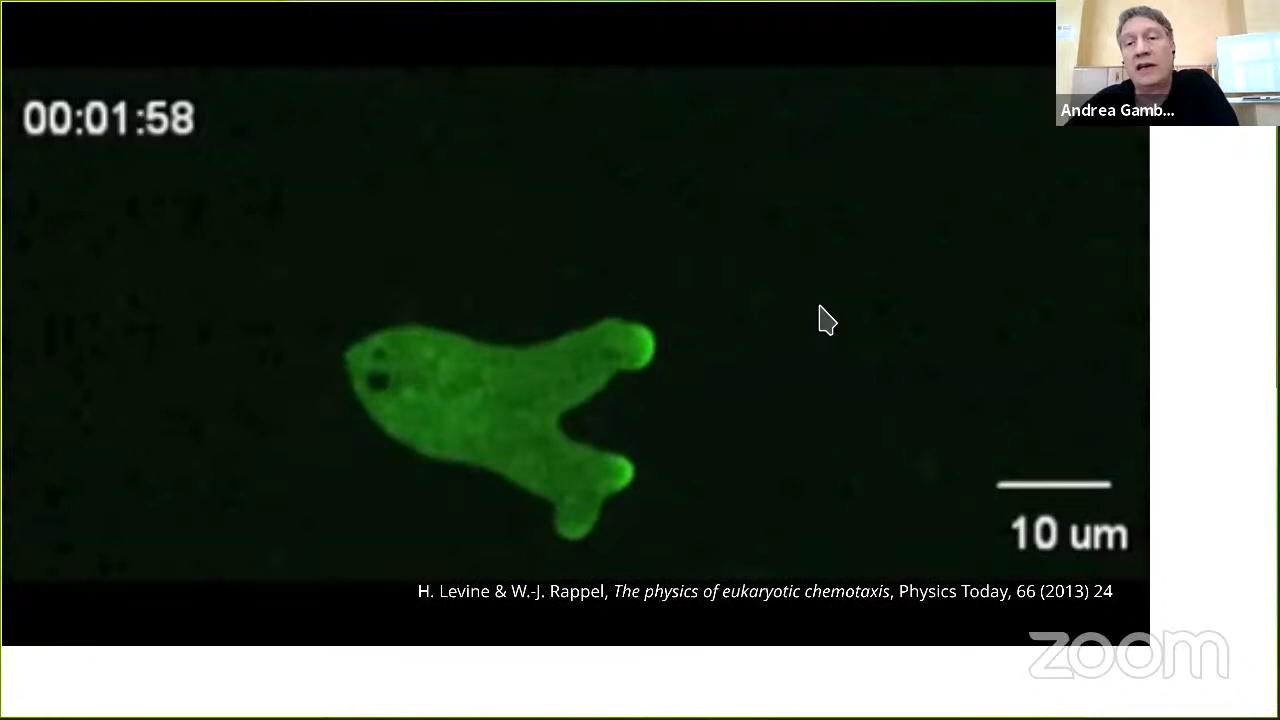 Andrea Gamb...
00:01:58
10 um
H. Levine & W.-J. Rappel, The physics of eukaryotic chemotaxis, Physics Today, 66 (2013) 24
zoom